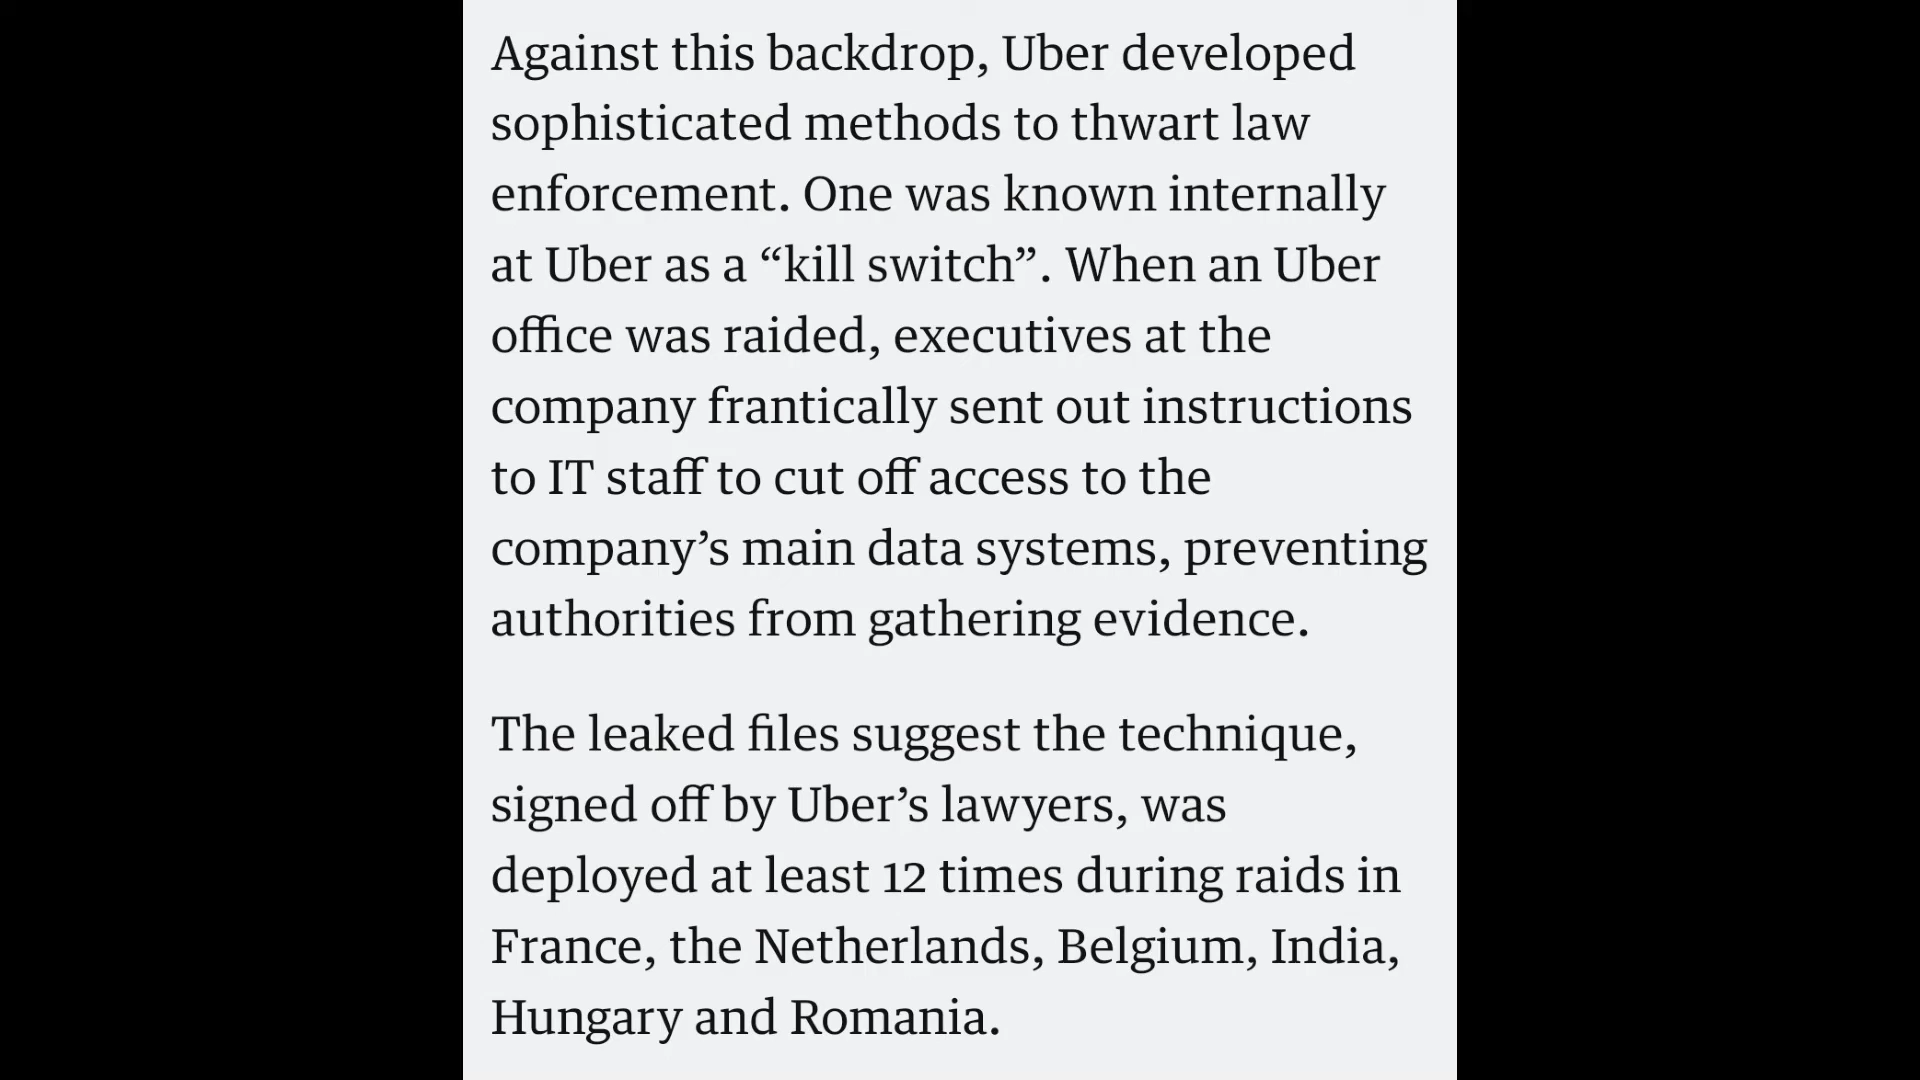 Against this backdrop, Uber developed
sophisticated methods to thwart law
enforcement. One was known internally
at Uber as a “kill switch”. When an Uber
office was raided, executives at the
company frantically sent out instructions
to IT staff to cut off access to the
company’s main data systems, preventing
authorities from gathering evidence.
The leaked files suggest the technique,
signed off by Uber’s lawyers, was
deployed at least 12 times during raids in
France, the Netherlands, Belgium, India,
Hungary and Romania.